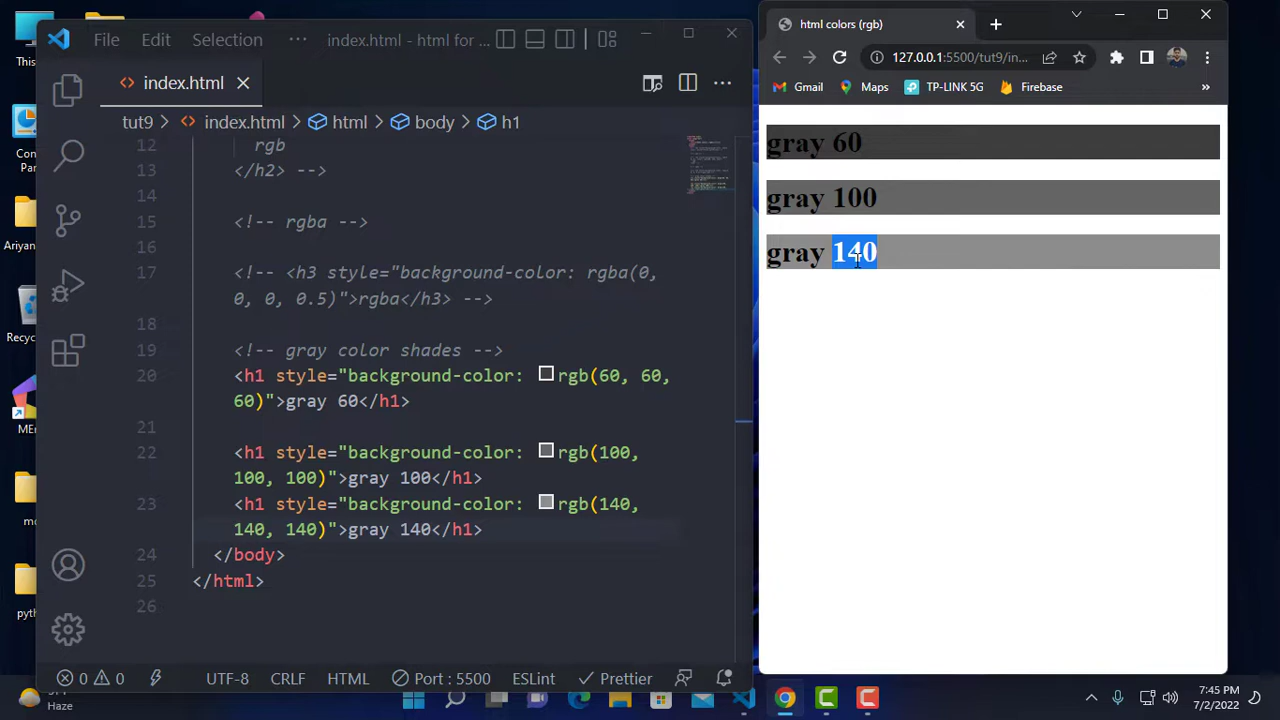 This
Con
Pan
Ariyan
Recyc
MEr
mo
pyth
File Edit Selection ··· index.html - html for ...
index.html
tut9 > index.html > html > body > h1
12 rgb
13 </h2> -->
14
15 <!-- rgba -->
16
17 <!-- <h3 style="background-color: rgba(0,
0, 0, 0.5)">rgba</h3> -->
18
19 <!-- gray color shades -->
20 <h1 style="background-color: rgb(60, 60,
60)">gray 60</h1>
21
22 <h1 style="background-color: rgb(100,
100, 100)">gray 100</h1>
23 <h1 style="background-color: rgb(140,
140, 140)">gray 140</h1>
24 </body>
25 </html>
26
0 0 UTF-8 CRLF HTML Port : 5500 ESLint Prettier
html colors (rgb)
127.0.0.1:5500/tut9/in...
Gmail Maps TP-LINK 5G Firebase »
gray 60
gray 100
gray 140
Haze
7:45 PM
7/2/2022